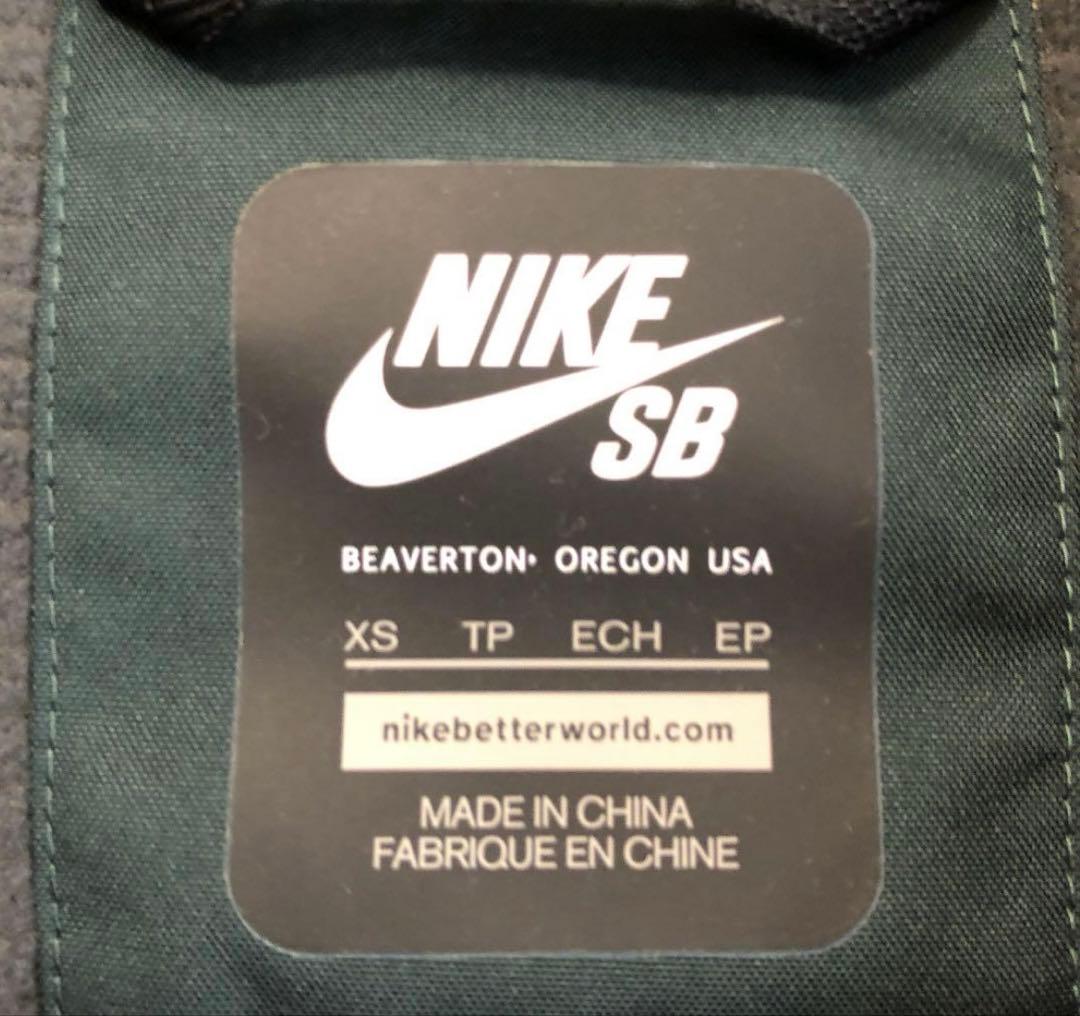 NIKE
SB
BEAVERTON• OREGON USA
XS TP ECH EP
nikebetterworld.com
MADE IN CHINA
FABRIQUE EN CHINE